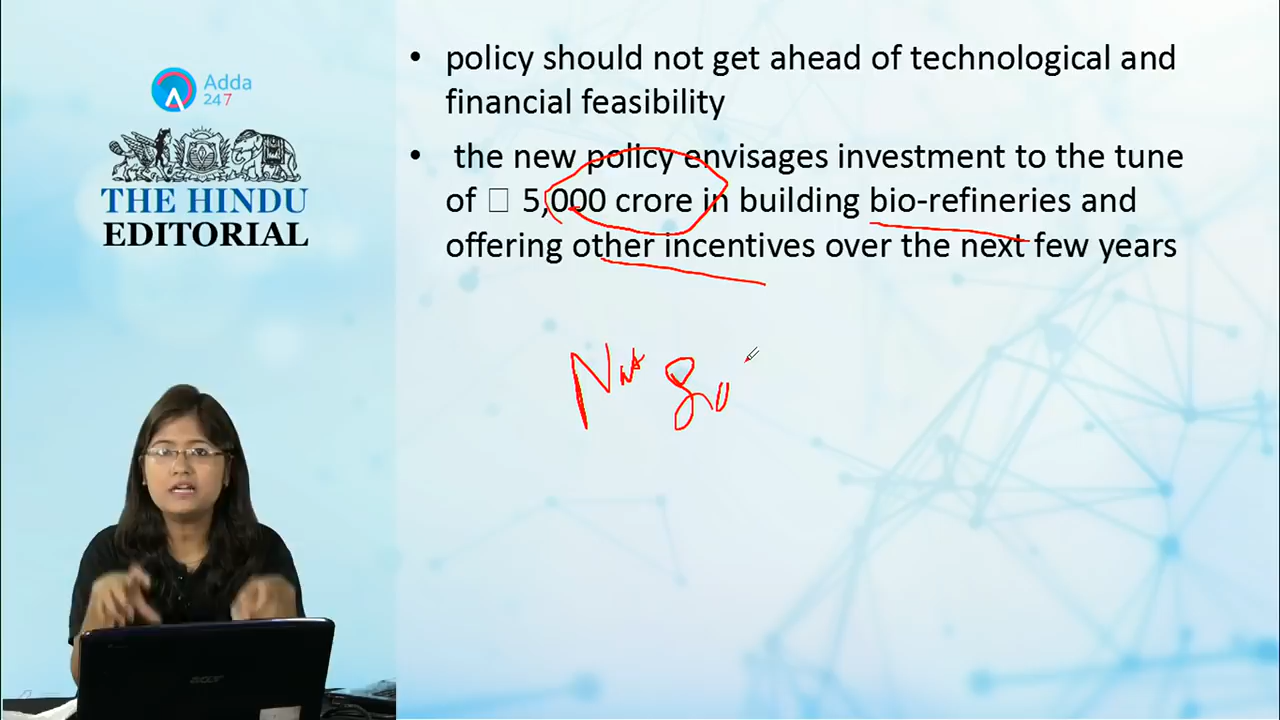 Adda
247
THE HINDU
EDITORIAL
• policy should not get ahead of technological and
financial feasibility
• the new policy envisages investment to the tune
of □ 5,000 crore in building bio-refineries and
offering other incentives over the next few years
acer